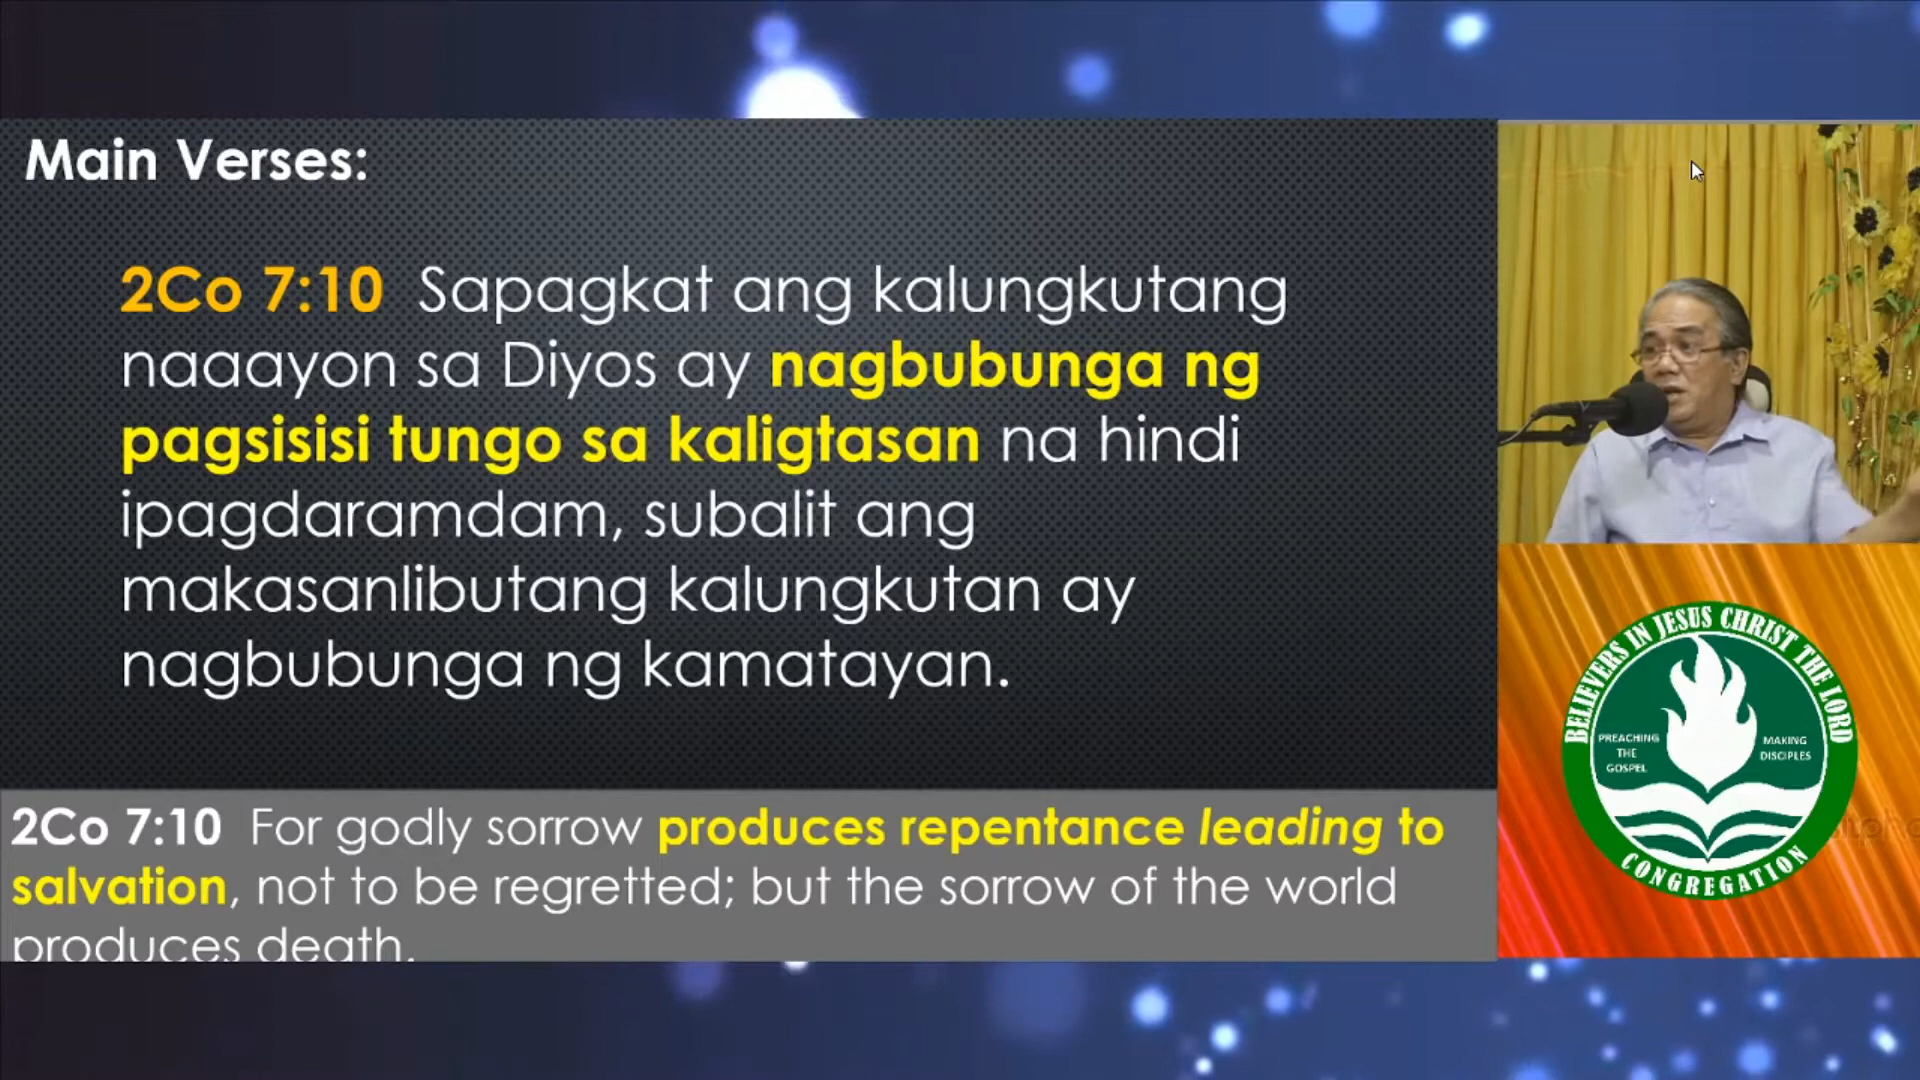 Main Verses:
2Co 7:10 Sapagkat ang kalungkutang
naaayon sa Diyos ay nagbubunga ng
pagsisisi tungo sa kaligtasan na hindi
ipagdaramdam, subalit ang
makasanlibutang kalungkutan ay
nagbubunga ng kamatayan.
2Co 7:10 For godly sorrow produces repentance leading to
salvation, not to be regretted; but the sorrow of the world
produces death.
BELIEVERS IN JESUS CHRIST THE LORD
PREACHING
THE
GOSPEL
MAKING
DISCIPLES
CONGREGATION